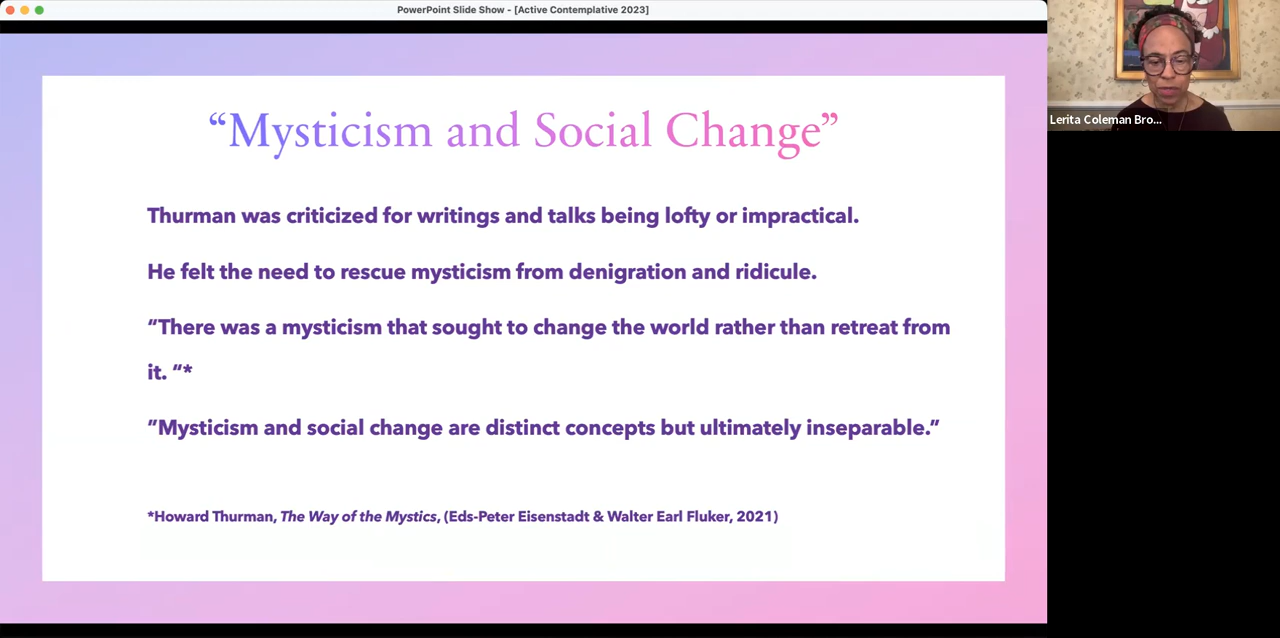 PowerPoint Slide Show - [Active Contemplative 2023]
“Mysticism and Social Change”
Thurman was criticized for writings and talks being lofty or impractical.
He felt the need to rescue mysticism from denigration and ridicule.
“There was a mysticism that sought to change the world rather than retreat from
it. “*
”Mysticism and social change are distinct concepts but ultimately inseparable.”
*Howard Thurman, The Way of the Mystics, (Eds-Peter Eisenstadt & Walter Earl Fluker, 2021)
Lerita Coleman Bro...